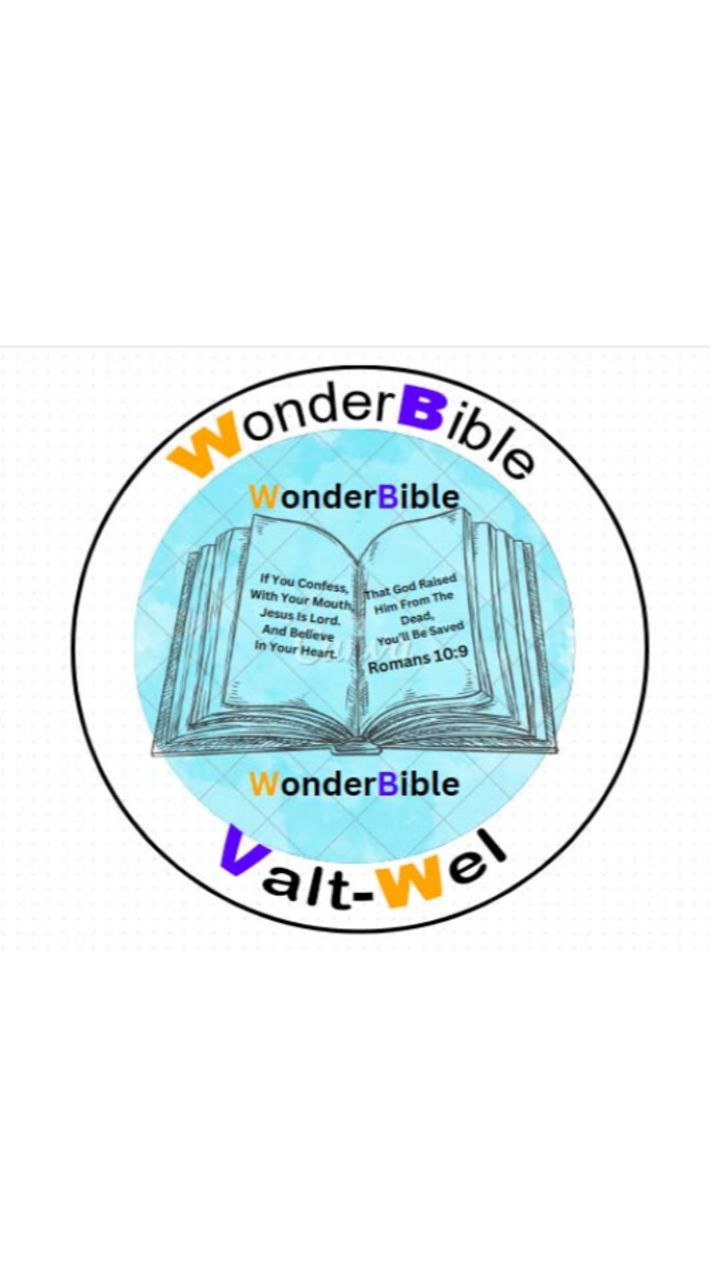 WonderBible
WonderBible
If You Confess,
With Your Mouth,
Jesus Is Lord.
And Believe
In Your Heart.
That God Raised
Him From The
Dead,
You'll Be Saved
Romans 10:9
Canva
WonderBible
Valt-Wel